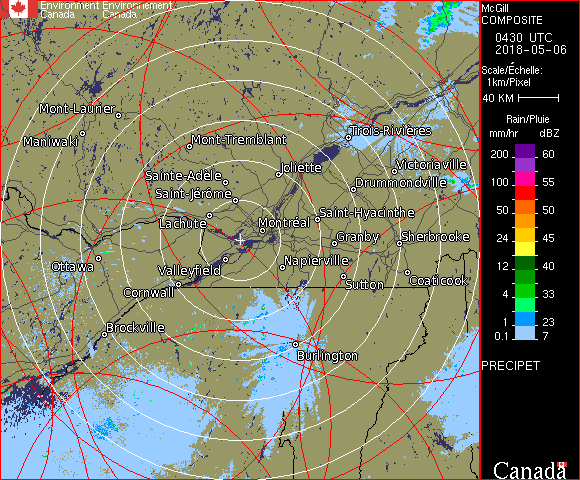 Environment Environnement
Canada Canada
McGill
COMPOSITE
0430 UTC
2018-05-06
Scale/Échelle:
1km/Pixel
40 KM
Rain/Pluie
mm/hr dBZ
200 60
100 55
50 50
24 45
12 40
4 33
1 23
0.1 7
PRECIPET
Canada
Mont-Laurier
Maniwaki
Mont-Tremblant
Trois-Rivières
Sainte-Adèle
Joliette
Victoriaville
Saint-Jérôme
Drummondville
Lachute
Saint-Hyacinthe
Montréal
Granby
Sherbrooke
Ottawa
Valleyfield
Napierville
Cornwall
Sutton
Coaticook
Brockville
Burlington